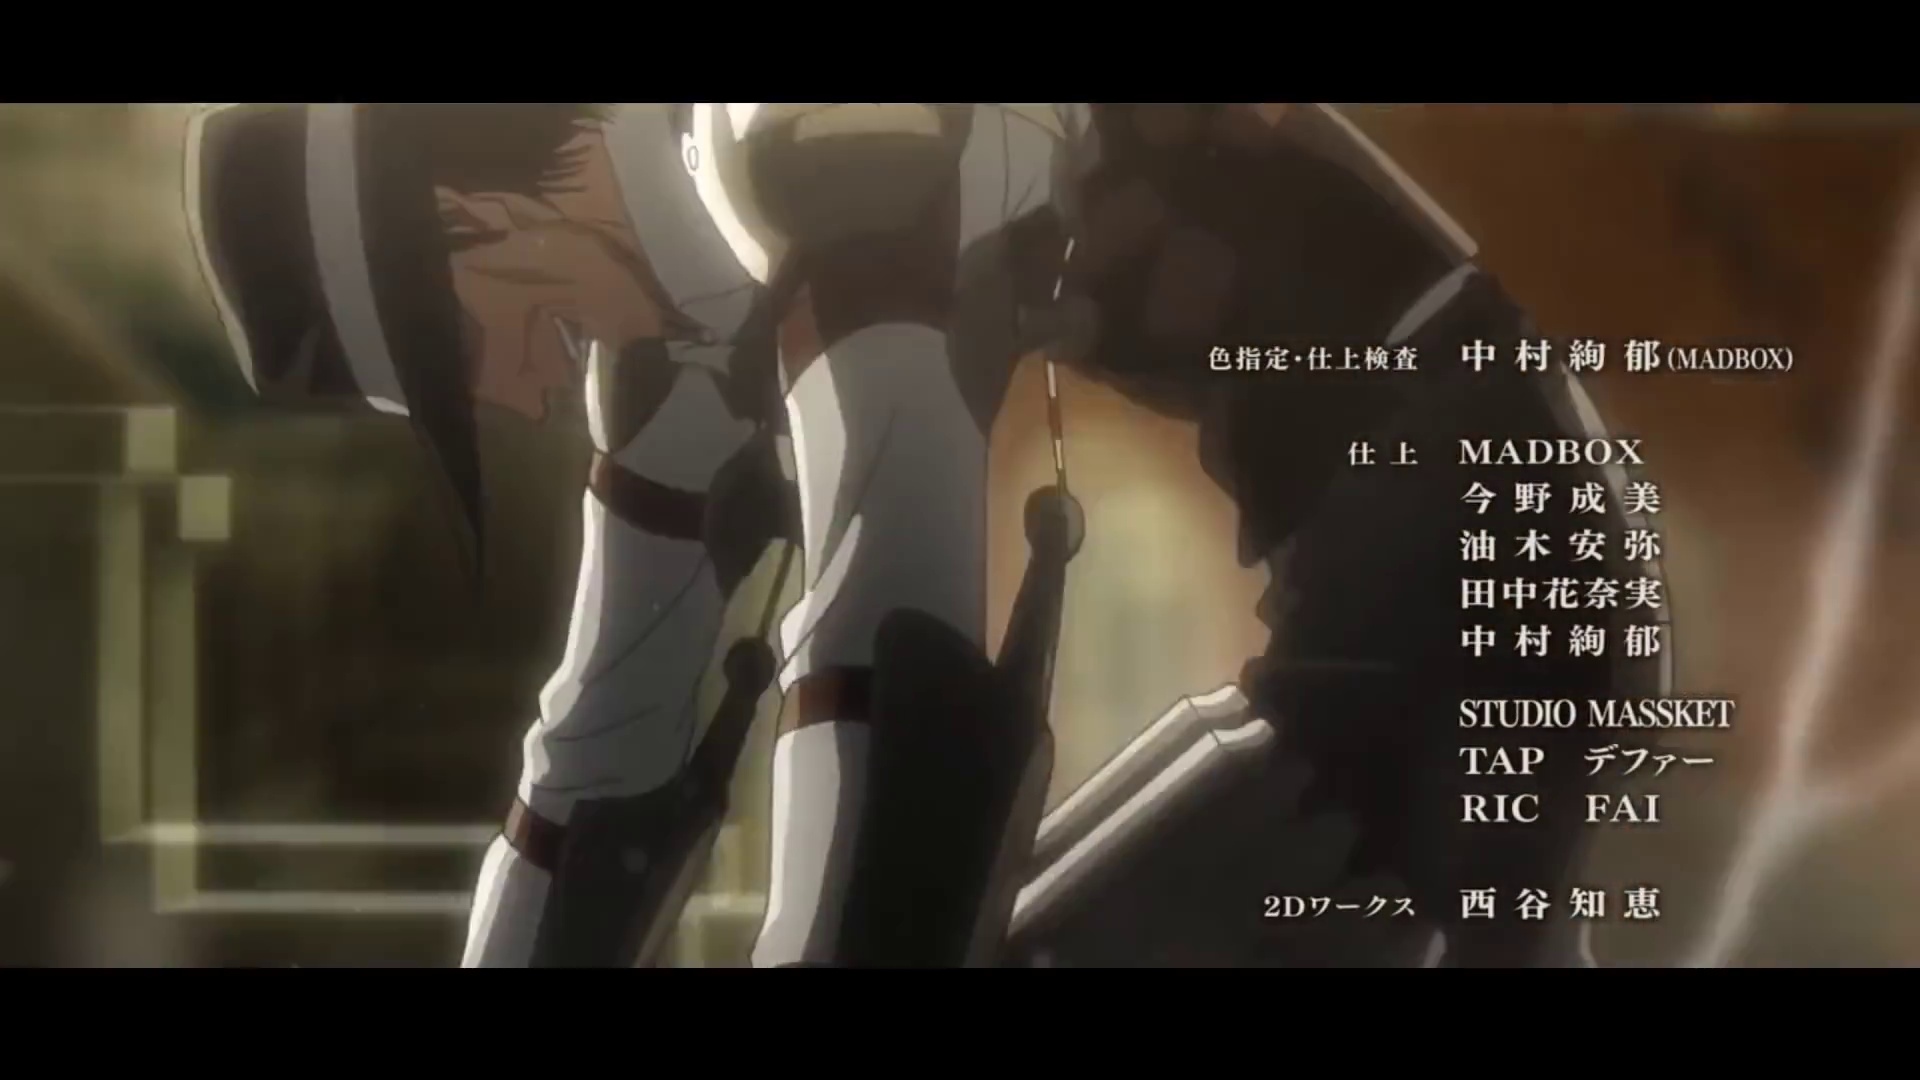 色指定・仕上検査 中村絢郁(MADBOX)
仕上 MADBOX
今野成美
油木安弥
田中花奈実
中村絢郁
STUDIO MASSKET
TAP デファー
RIC FAI
2Dワークス 西谷知恵